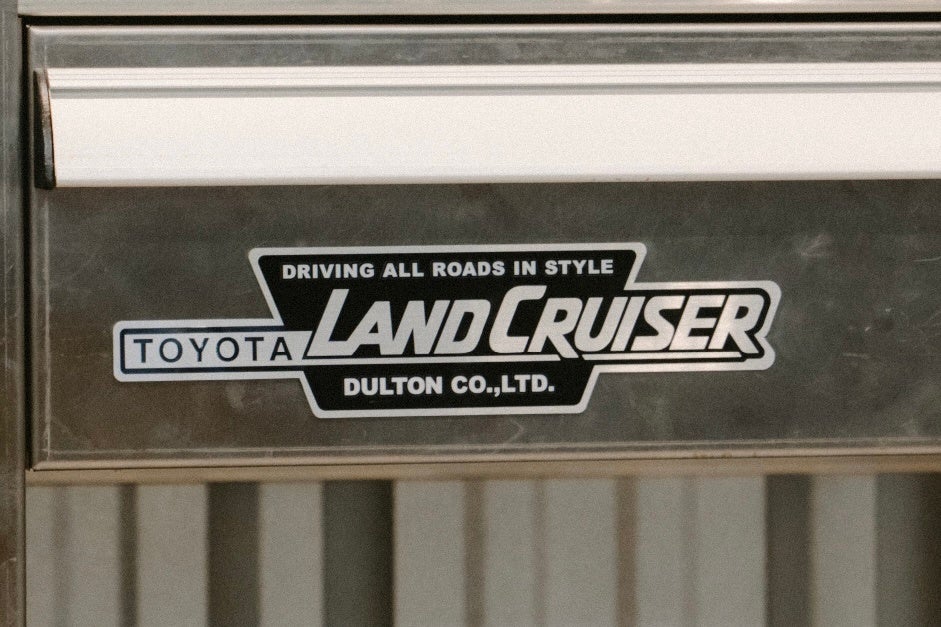 DRIVING ALL ROADS IN STYLE
TOYOTA LANDCRUISER
DULTON CO.,LTD.